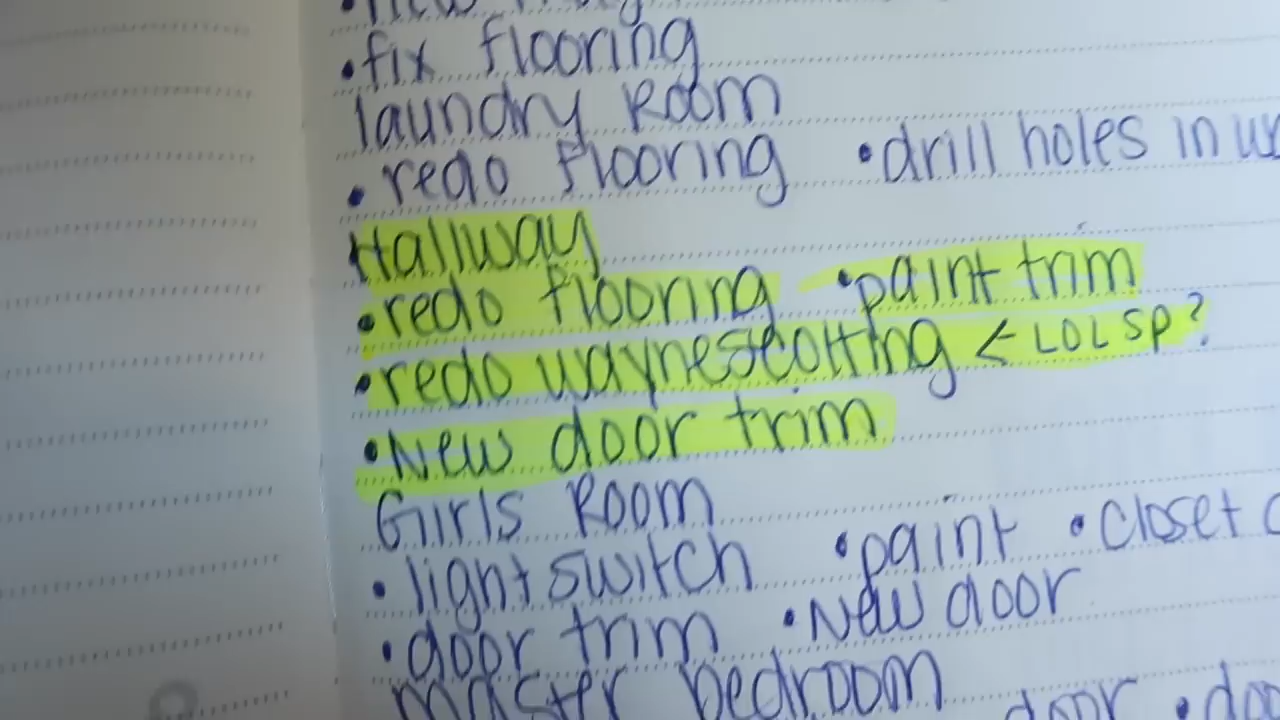 • fix flooring
laundry Room
• redo flooring • drill holes in
Hallway
• redo flooring • paint trim
• redo waynescotting < LOL SP?
• New door trim
Girls Room
• light switch • paint • closet
• door trim • New door
master bedroom
door •